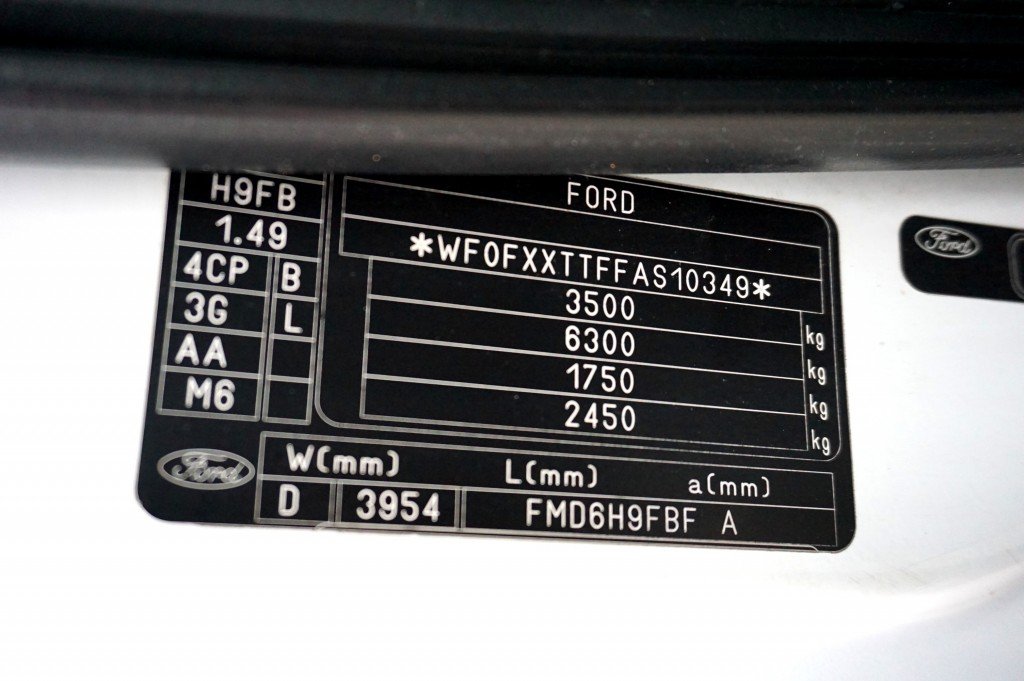 H9FB
1.49
4CP B
3G L
AA
M6
FORD
*WF0FXXTTFFAS10349*
3500 kg
6300 kg
1750 kg
2450 kg
Ford
W(mm) L(mm) a(mm)
D 3954 FMD6H9FBF A
Ford